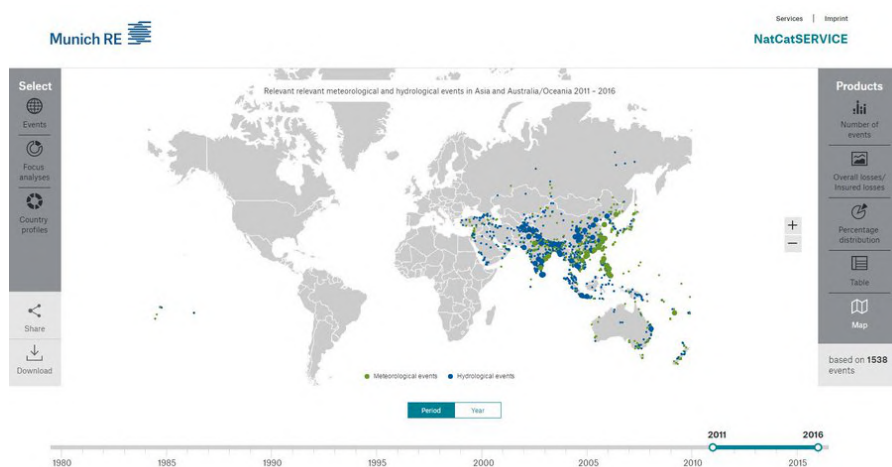 Services | Imprint
Munich RE
NatCatSERVICE
Select
Events
Focus
analyses
Country
profiles
Share
Download
Relevant relevant meteorological and hydrological events in Asia and Australia/Oceania 2011 – 2016
+
−
Meteorological events
Hydrological events
Products
Number of
events
Overall losses/
Insured losses
Percentage
distribution
Table
Map
based on 1538
events
Period
Year
2011
2016
1980
1985
1990
1995
2000
2005
2010
2015